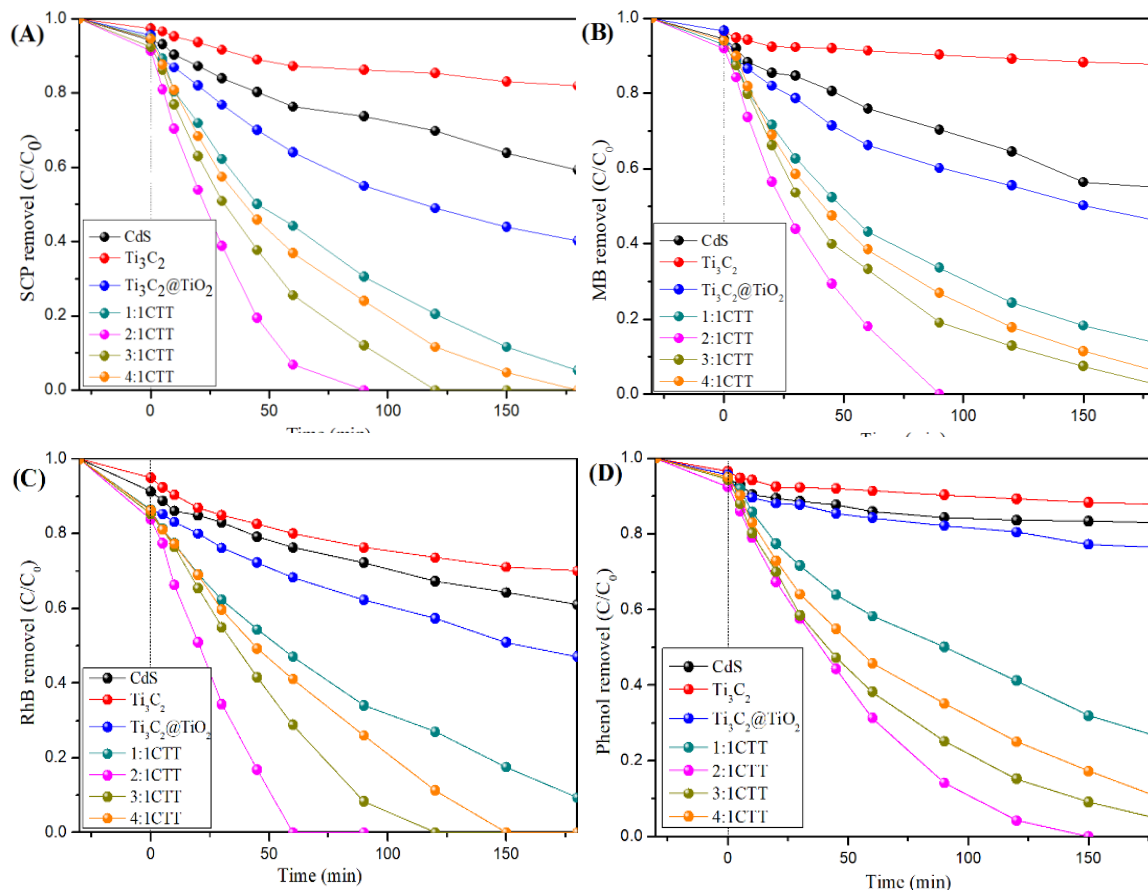 (A)
SCP removel (C/C0)
1.0
0.8
0.6
0.4
0.2
0.0
CdS
Ti3C2
Ti3C2@TiO2
1:1CTT
2:1CTT
3:1CTT
4:1CTT
0 50 100 150
Time (min)
(B)
MB removel (C/C0)
1.0
0.8
0.6
0.4
0.2
0.0
CdS
Ti3C2
Ti3C2@TiO2
1:1CTT
2:1CTT
3:1CTT
4:1CTT
0 50 100 150
Time (min)
(C)
RhB removel (C/C0)
1.0
0.8
0.6
0.4
0.2
0.0
CdS
Ti3C2
Ti3C2@TiO2
1:1CTT
2:1CTT
3:1CTT
4:1CTT
0 50 100 150
Time (min)
(D)
Phenol removel (C/C0)
1.0
0.8
0.6
0.4
0.2
0.0
CdS
Ti3C2
Ti3C2@TiO2
1:1CTT
2:1CTT
3:1CTT
4:1CTT
0 50 100 150
Time (min)